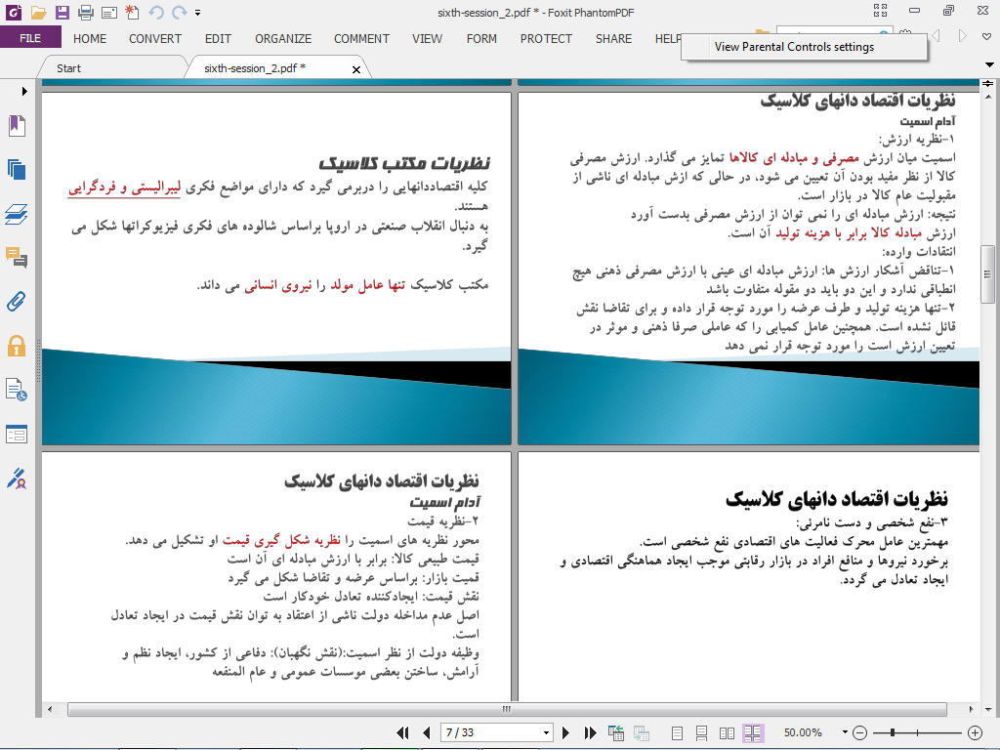 sixth-session_2.pdf * - Foxit PhantomPDF
FILE
HOME
CONVERT
EDIT
ORGANIZE
COMMENT
VIEW
FORM
PROTECT
SHARE
HELP
View Parental Controls settings
Start
sixth-session_2.pdf *
نظریات اقتصاد دانهای کلاسیک
آدام اسمیت
۱-نظریه ارزش:
اسمیت میان ارزش مصرفی و مبادله ای کالاها تمایز می گذارد. ارزش مصرفی
کالا از نظر مفید بودن آن تعیین می شود، در حالی که ازش مبادله ای ناشی از
مقبولیت عام کالا در بازار است.
نتیجه: ارزش مبادله ای را نمی توان از ارزش مصرفی بدست آورد
ارزش مبادله کالا برابر با هزینه تولید آن است.
انتقادات وارده:
۱-تناقض آشکار ارزش ها: ارزش مبادله ای عینی با ارزش مصرفی ذهنی هیچ
انطباقی ندارد و این دو باید دو مقوله متفاوت باشد
۲-تنها هزینه تولید و طرف عرضه را مورد توجه قرار داده و برای تقاضا نقش
قائل نشده است. همچنین عامل کمیابی را که عاملی صرفا ذهنی و موثر در
تعیین ارزش است را مورد توجه قرار نمی دهد
نظریات مکتب کلاسیک
کلیه اقتصاددانهایی را دربرمی گیرد که دارای مواضع فکری لیبرالیستی و فردگرایی
هستند.
به دنبال انقلاب صنعتی در اروپا براساس شالوده های فکری فیزیوکراتها شکل می
گیرد.
مکتب کلاسیک تنها عامل مولد را نیروی انسانی می داند.
نظریات اقتصاد دانهای کلاسیک
۳-نفع شخصی و دست نامرئی:
مهمترین عامل محرک فعالیت های اقتصادی نفع شخصی است.
برخورد نیروها و منافع افراد در بازار رقابتی موجب ایجاد هماهنگی اقتصادی و
ایجاد تعادل می گردد.
نظریات اقتصاد دانهای کلاسیک
آدام اسمیت
۲-نظریه قیمت
محور نظریه های اسمیت را نظریه شکل گیری قیمت او تشکیل می دهد.
قیمت طبیعی کالا: برابر با ارزش مبادله ای آن است
قمیت بازار: براساس عرضه و تقاضا شکل می گیرد
نقش قیمت: ایجادکننده تعادل خودکار است
اصل عدم مداخله دولت ناشی از اعتقاد به توان نقش قیمت در ایجاد تعادل
است.
وظیفه دولت از نظر اسمیت:(نقش نگهبان): دفاعی از کشور، ایجاد نظم و
آرامش، ساختن بعضی موسسات عمومی و عام المنفعه
7 / 33
50.00%